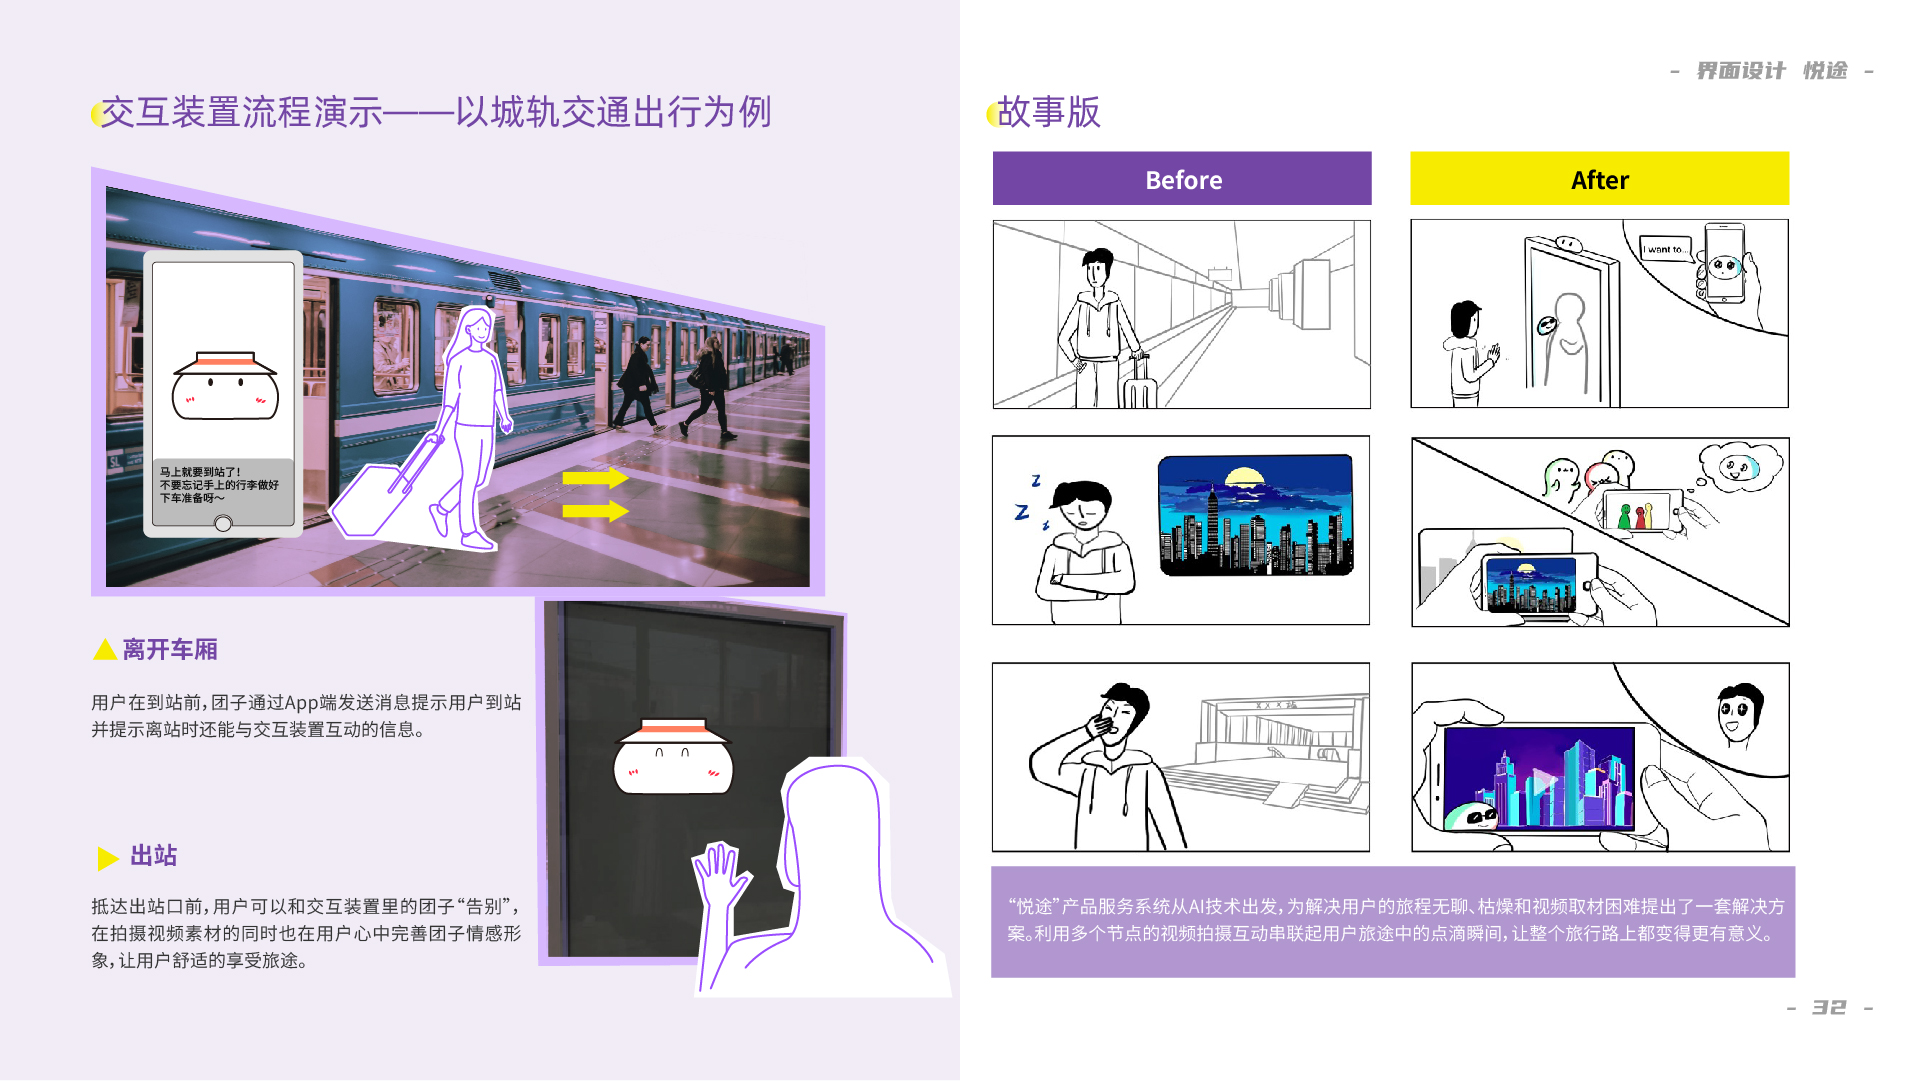 - 界面设计 悦途 -
交互装置流程演示——以城轨交通出行为例
马上就要到站了！
不要忘记手上的行李做好
下车准备呀～
离开车厢
用户在到站前，团子通过App端发送消息提示用户到站
并提示离站时还能与交互装置互动的信息。
出站
抵达出站口前，用户可以和交互装置里的团子“告别”，
在拍摄视频素材的同时也在用户心中完善团子情感形
象，让用户舒适的享受旅途。
故事版
Before
After
I want to...
z
Z
z
X X X 站
“悦途”产品服务系统从AI技术出发，为解决用户的旅程无聊、枯燥和视频取材困难提出了一套解决方
案。利用多个节点的视频拍摄互动串联起用户旅途中的点滴瞬间，让整个旅行路上都变得更有意义。
- 32 -